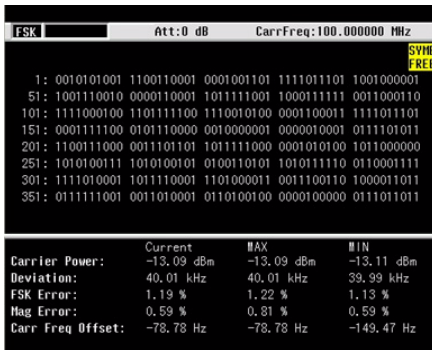 FSK Att:0 dB CarrFreq:100.000000 MHz
SYMB
FREE
1: 0010101001 1100110001 0001001101 1111011101 1001000001
51: 1001110010 0000110001 1011111001 1000111111 0011000110
101: 1111000100 1101111100 1110010100 0001100011 1111011101
151: 0001111100 0101110000 0010000001 0000010001 0111101011
201: 1100111000 0011101101 1011111000 0001010100 1011000000
251: 1010100111 1010100101 0100110101 1010111110 0110001111
301: 1111010001 1011110001 1101000011 0011100110 1000011011
351: 0111111001 0011010001 0110100100 0000100000 0111011011
Current MAX MIN
Carrier Power: -13.09 dBm -13.09 dBm -13.11 dBm
Deviation: 40.01 kHz 40.01 kHz 39.99 kHz
FSK Error: 1.19 % 1.22 % 1.13 %
Mag Error: 0.59 % 0.81 % 0.59 %
Carr Freq Offset: -78.78 Hz -78.78 Hz -149.47 Hz